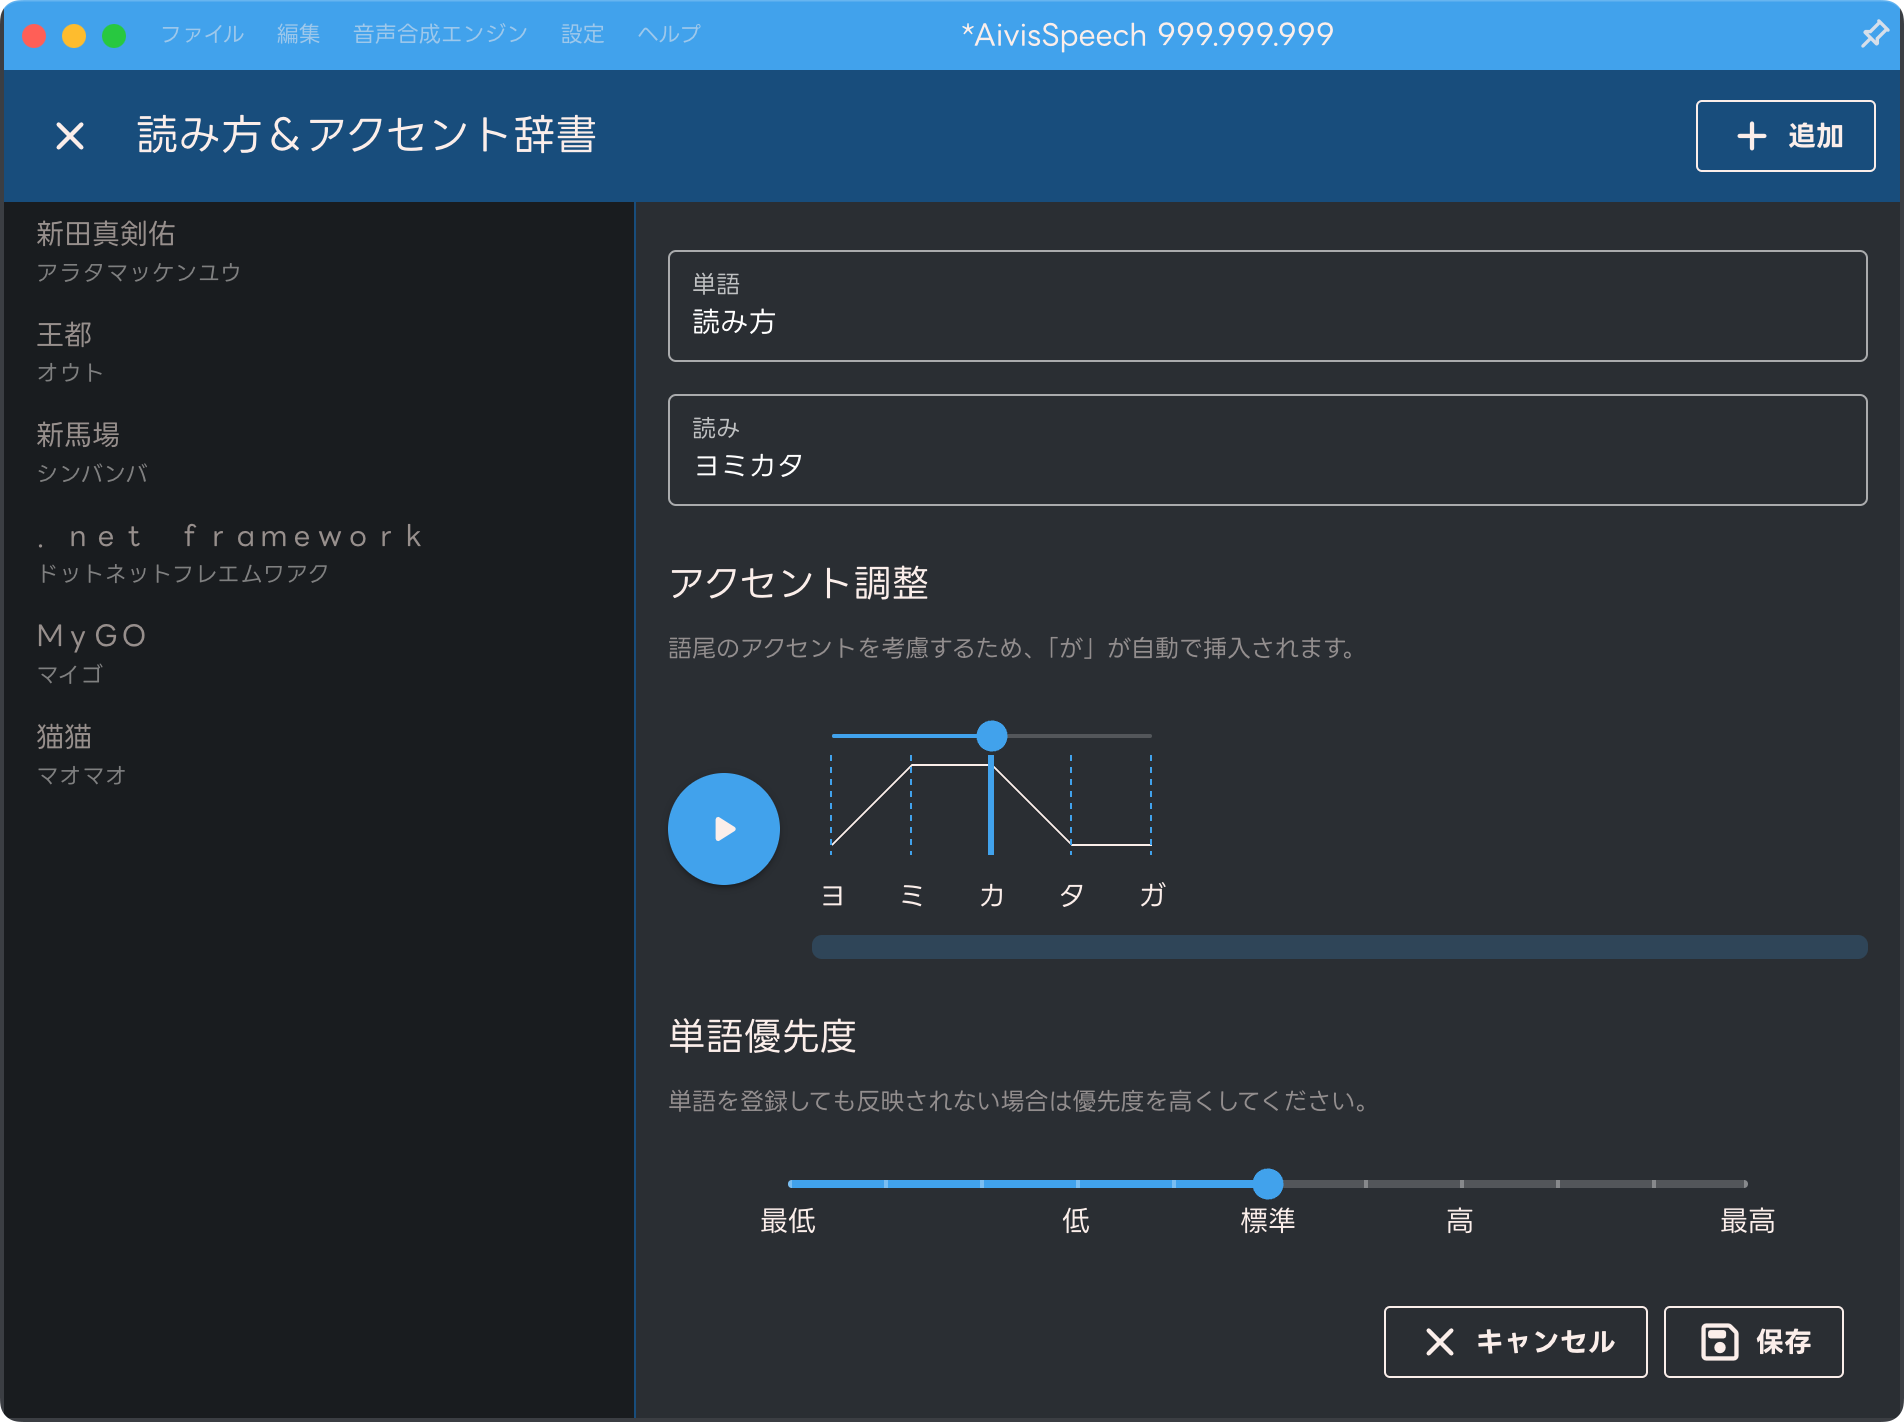 ファイル 編集 音声合成エンジン 設定 ヘルプ *AivisSpeech 999.999.999
読み方＆アクセント辞書 追加
新田真剣佑
アラタマッケンユウ
王都
オウト
新馬場
シンバンバ
．ｎｅｔ　ｆｒａｍｅｗｏｒｋ
ドットネットフレエムワアク
ＭｙＧＯ
マイゴ
猫猫
マオマオ
単語
読み方
読み
ヨミカタ
アクセント調整
語尾のアクセントを考慮するため、「が」が自動で挿入されます。
ヨ ミ カ タ ガ
単語優先度
単語を登録しても反映されない場合は優先度を高くしてください。
最低 低 標準 高 最高
キャンセル 保存